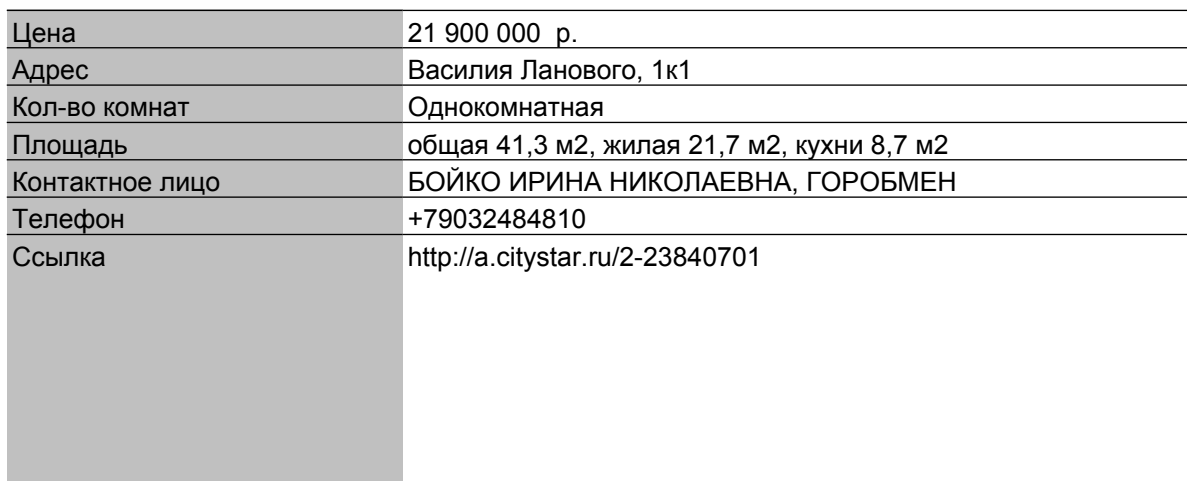 Цена 21 900 000 р.
Адрес Василия Ланового, 1к1
Кол-во комнат Однокомнатная
Площадь общая 41,3 м2, жилая 21,7 м2, кухни 8,7 м2
Контактное лицо БОЙКО ИРИНА НИКОЛАЕВНА, ГОРОБМЕН
Телефон +79032484810
Ссылка http://a.citystar.ru/2-23840701